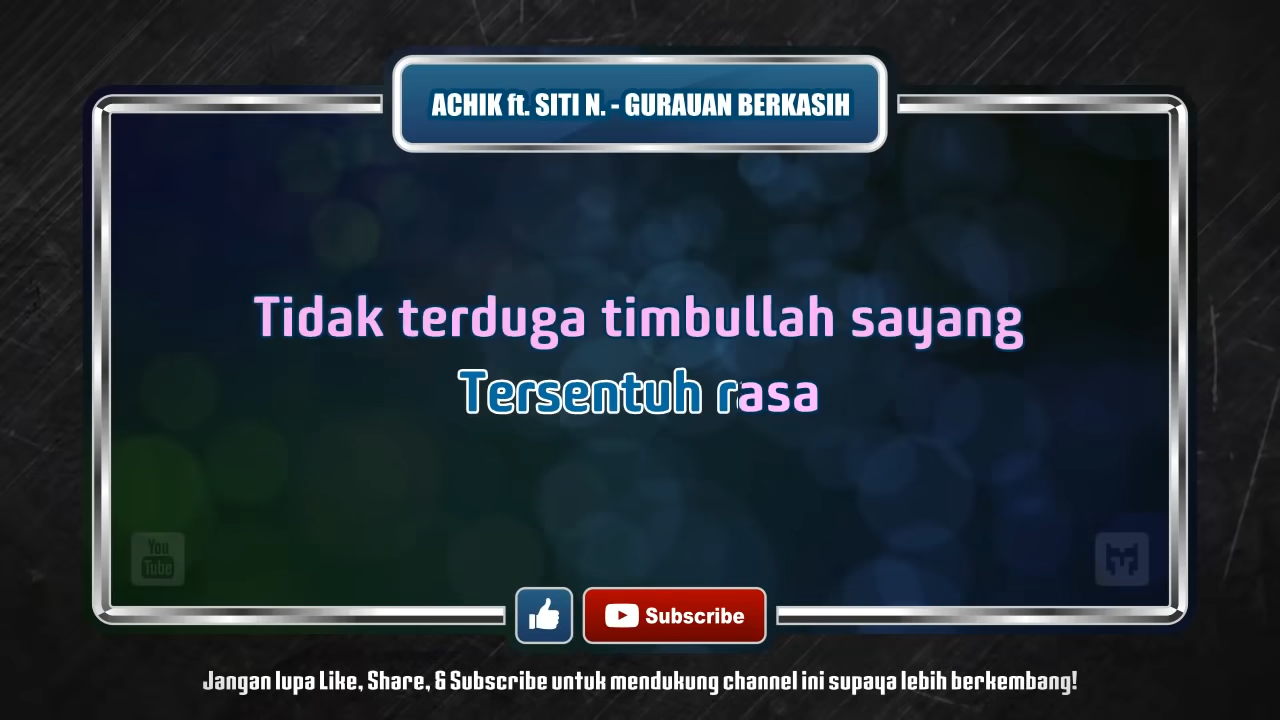 ACHIK ft. SITI N. - GURAUAN BERKASIH
Tidak terduga timbullah sayang
Tersentuh rasa
You
Tube
Subscribe
Jangan lupa Like, Share, & Subscribe untuk mendukung channel ini supaya lebih berkembang!